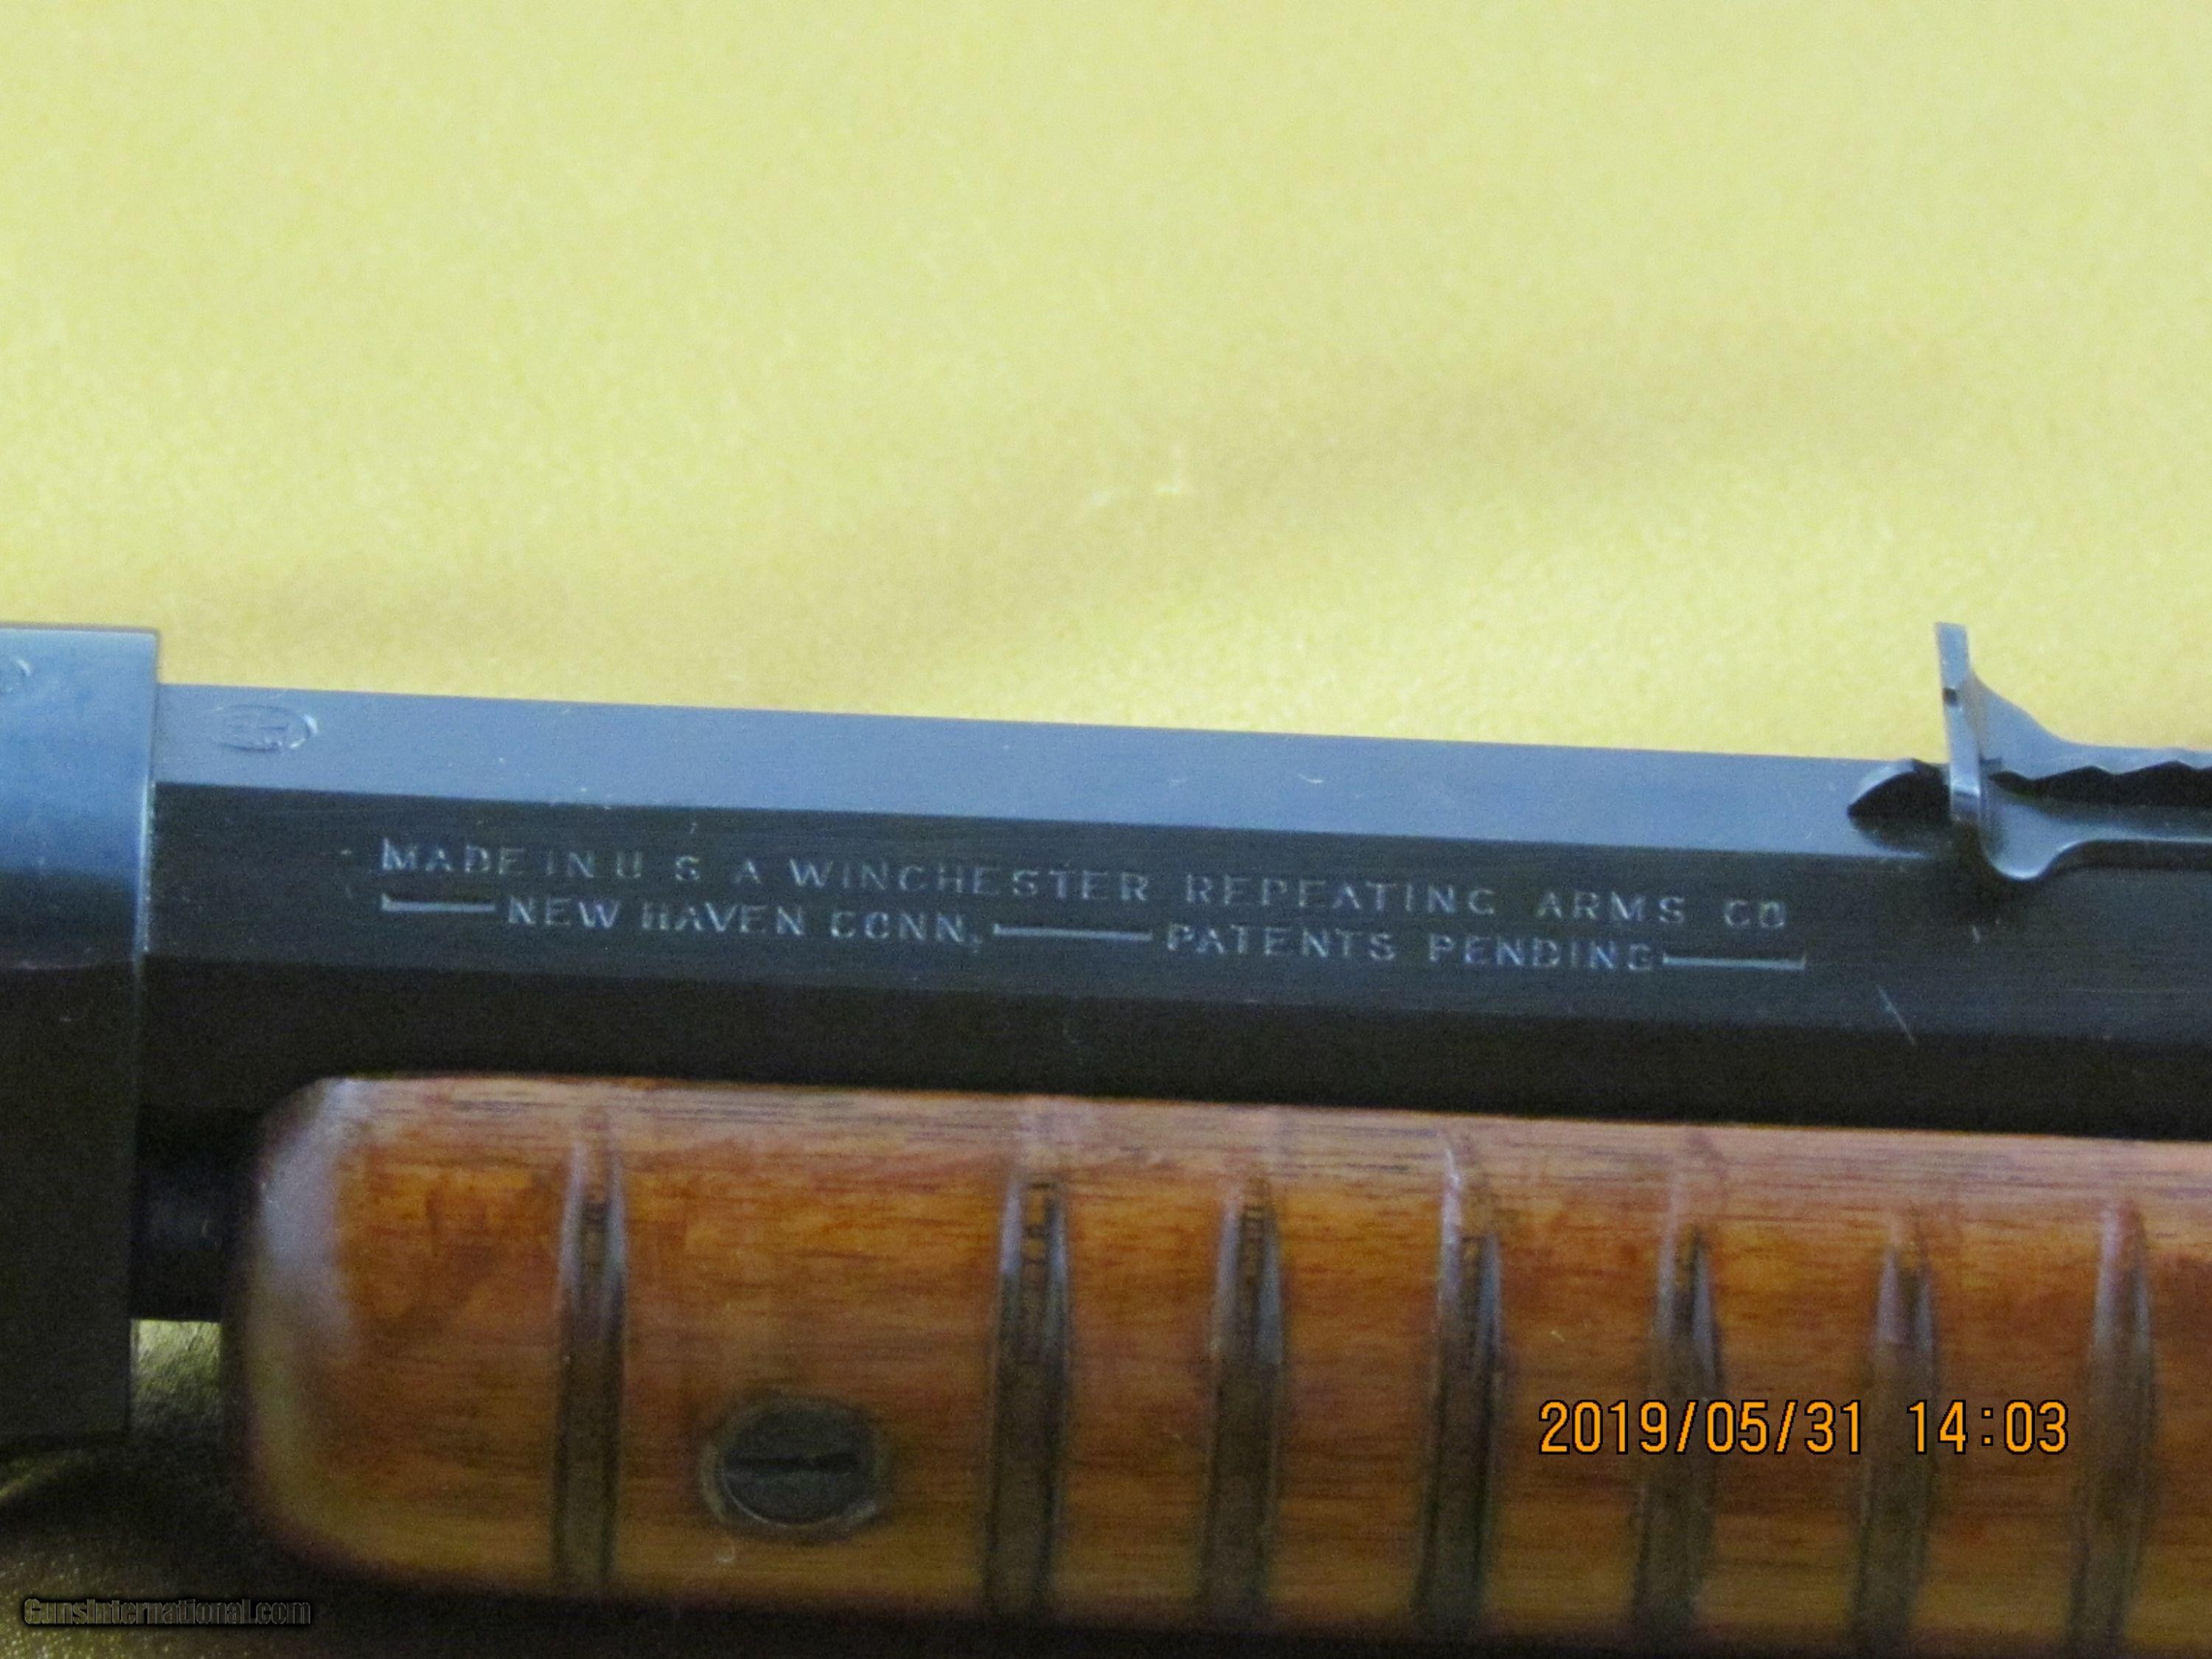 MADE IN U S A WINCHESTER REPEATING ARMS CO
NEW HAVEN CONN, PATENTS PENDING
2019/05/31 14:03
GunsInternational.com